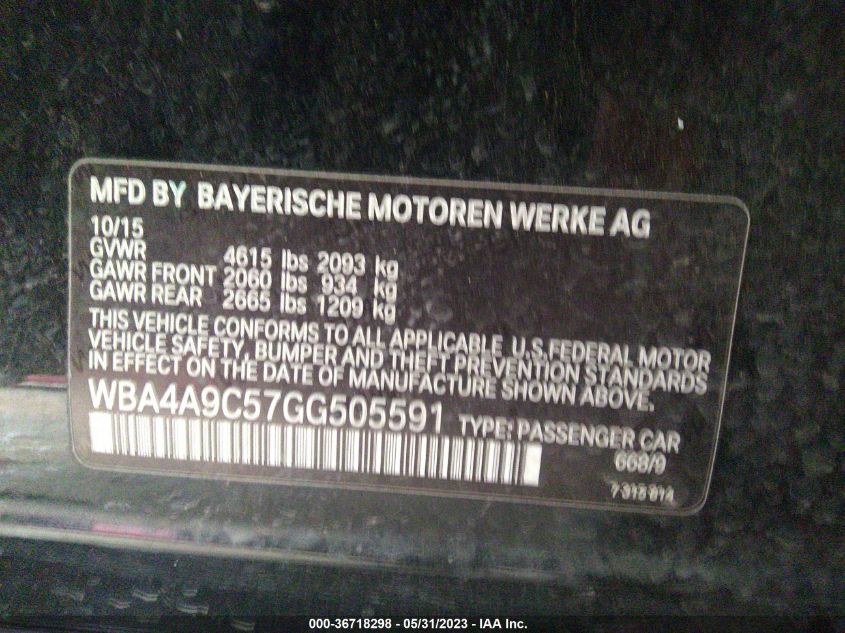 MFD BY BAYERISCHE MOTOREN WERKE AG
10/15
GVWR 4615 lbs 2093 kg
GAWR FRONT 2060 lbs 934 kg
GAWR REAR 2665 lbs 1209 kg
THIS VEHICLE CONFORMS TO ALL APPLICABLE U.S.FEDERAL MOTOR
VEHICLE SAFETY, BUMPER AND THEFT PREVENTION STANDARDS
IN EFFECT ON THE DATE OF MANUFACTURE SHOWN ABOVE.
WBA4A9C57GG505591 TYPE: PASSENGER CAR
668/9
000-36718298 - 05/31/2023 - IAA Inc.